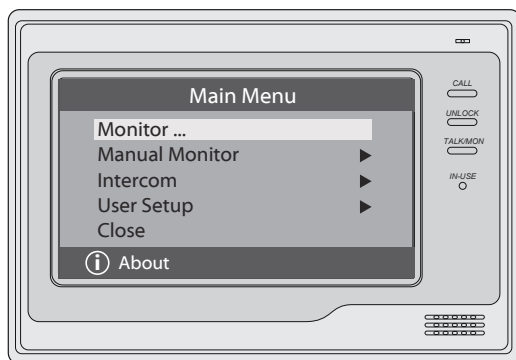 Main Menu
Monitor ...
Manual Monitor
Intercom
User Setup
Close
About
CALL
UNLOCK
TALK/MON
IN-USE